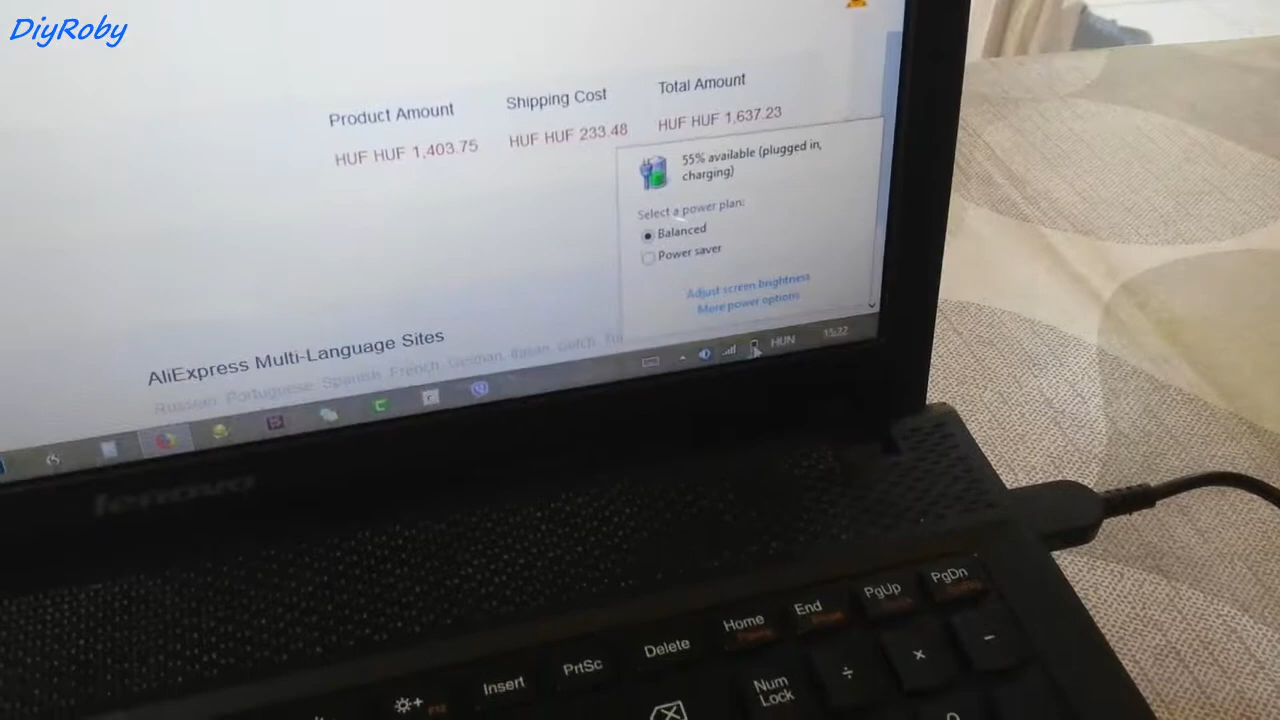 DiyRoby
Product Amount Shipping Cost Total Amount
HUF HUF 1,403.75 HUF HUF 233.48 HUF HUF 1,637.23
55% available (plugged in,
charging)
Select a power plan:
Balanced
Power saver
Adjust screen brightness
More power options
AliExpress Multi-Language Sites
Russian, Portuguese, Spanish, French, German, Italian, Dutch,
HUN 15:22
lenovo
Home End PgUp PgDn
Insert PrtSc Delete
F12
Num
Lock ÷ × -